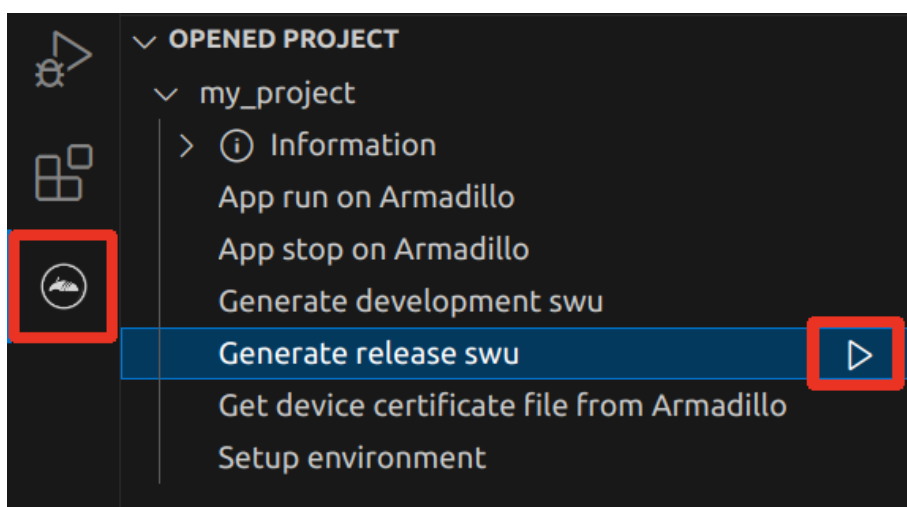 OPENED PROJECT
my_project
Information
App run on Armadillo
App stop on Armadillo
Generate development swu
Generate release swu
Get device certificate file from Armadillo
Setup environment